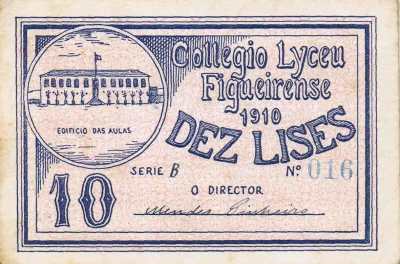 Collegio Lyceu
Figueirense
1910
EDIFICIO DAS AULAS
DEZ LISES
SERIE B Nº 016
10
O DIRECTOR
Mendes Pinheiro